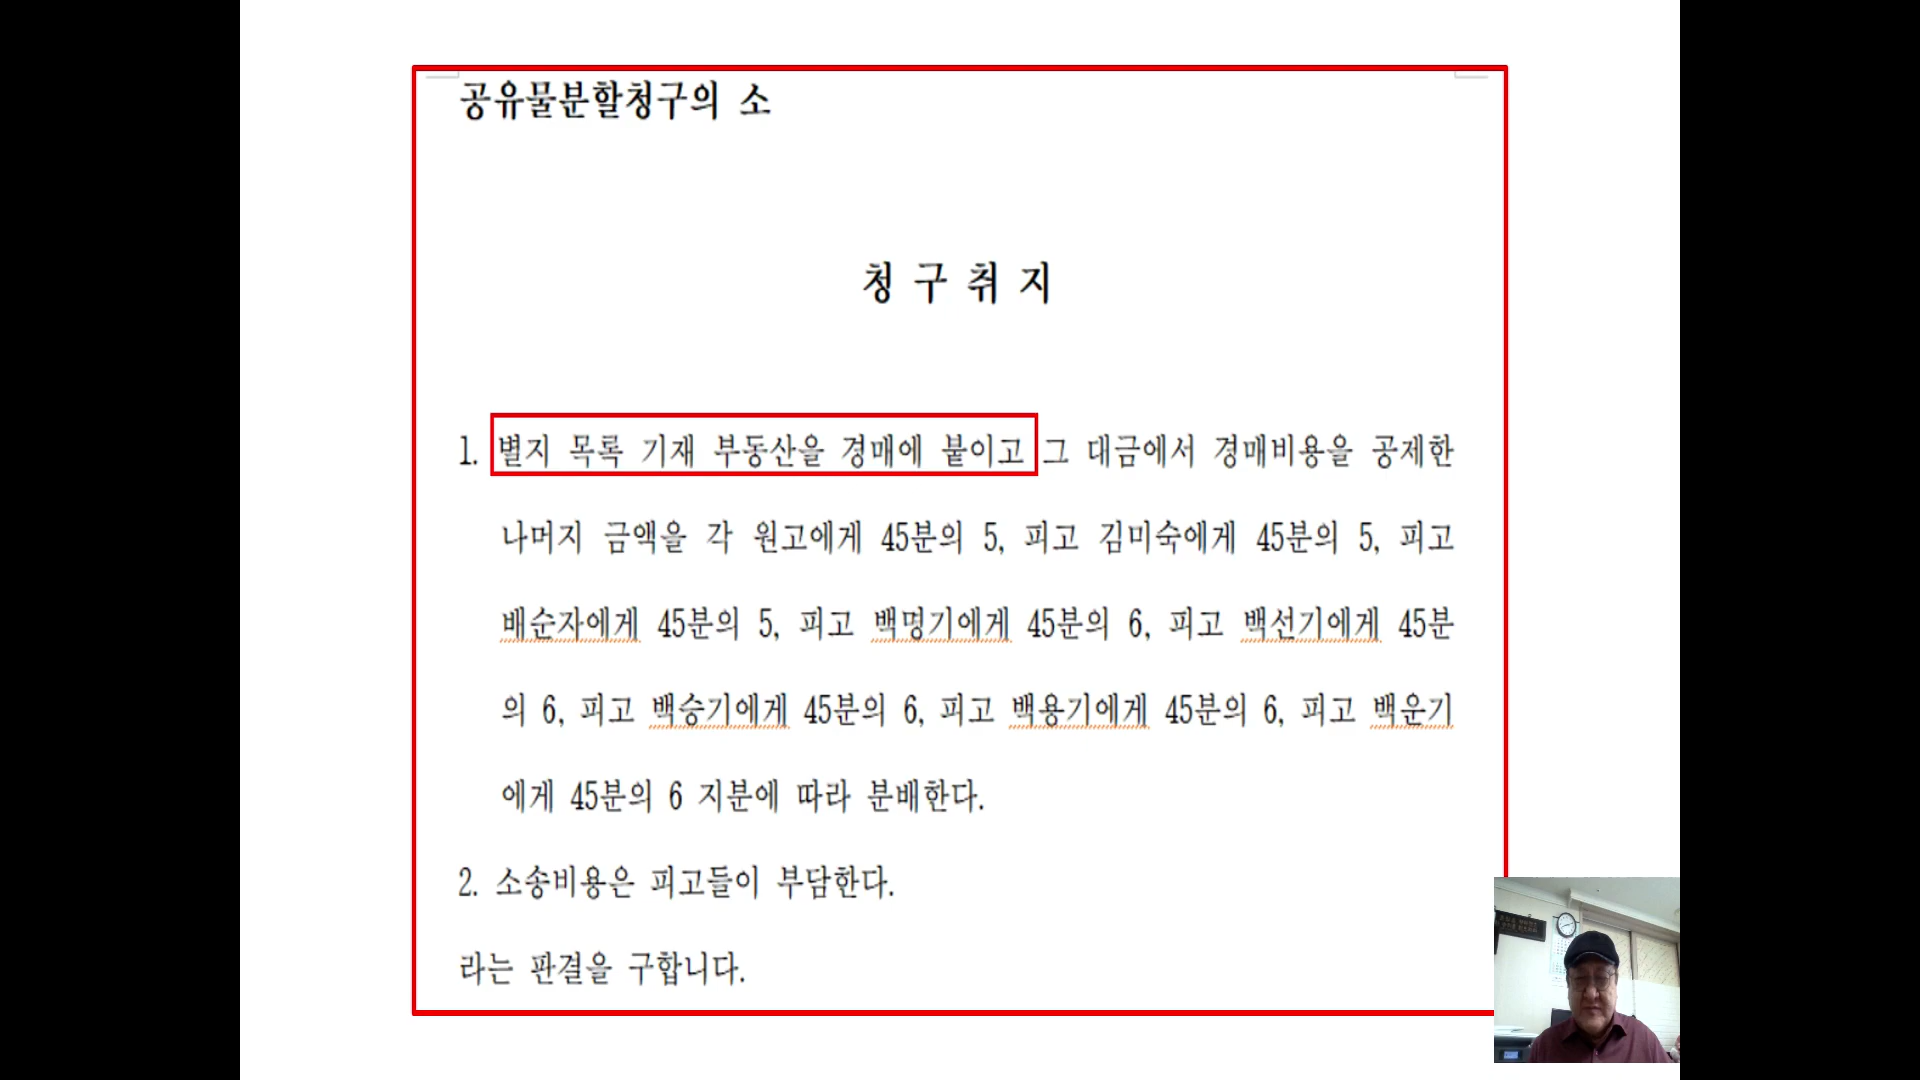 공유물분할청구의 소
청 구 취 지
1. 별지 목록 기재 부동산을 경매에 붙이고 그 대금에서 경매비용을 공제한
나머지 금액을 각 원고에게 45분의 5, 피고 김미숙에게 45분의 5, 피고
배순자에게 45분의 5, 피고 백명기에게 45분의 6, 피고 백선기에게 45분
의 6, 피고 백승기에게 45분의 6, 피고 백용기에게 45분의 6, 피고 백운기
에게 45분의 6 지분에 따라 분배한다.
2. 소송비용은 피고들이 부담한다.
라는 판결을 구합니다.